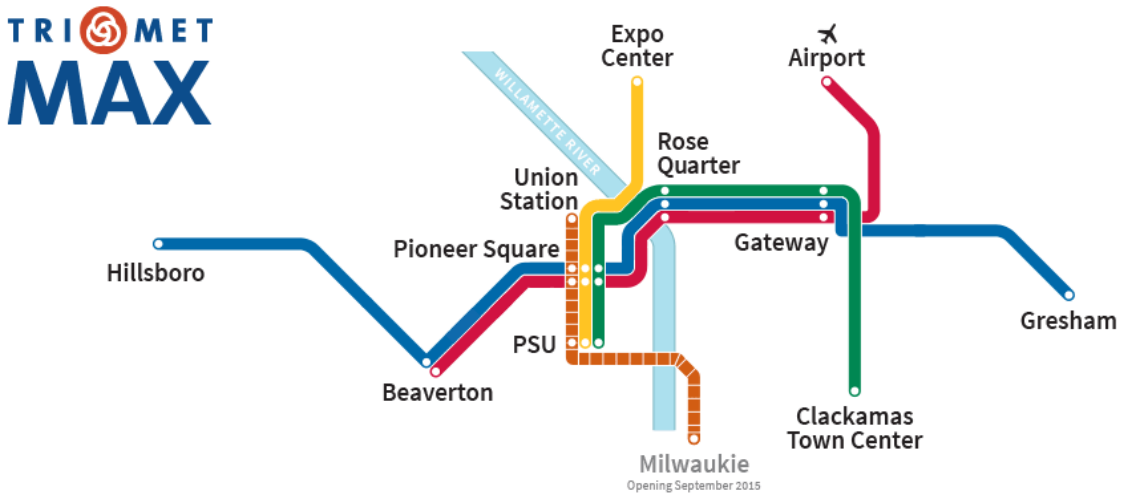 TRI MET
MAX
WILLAMETTE RIVER
Expo
Center
Airport
Rose
Quarter
Union
Station
Pioneer Square
Gateway
Hillsboro
Gresham
PSU
Beaverton
Clackamas
Town Center
Milwaukie
Opening September 2015